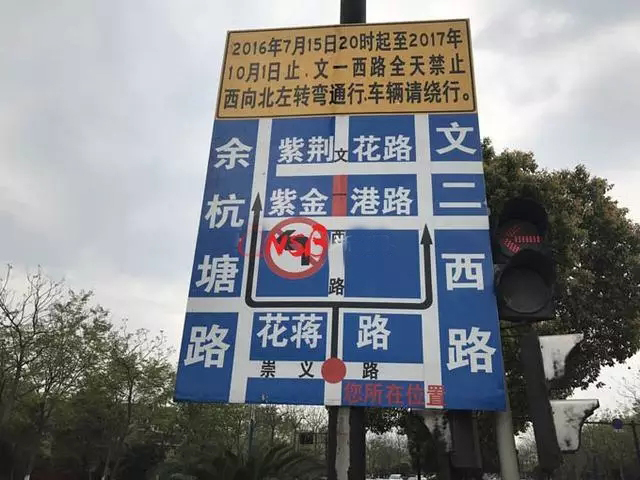 2016年7月15日20时起至2017年
10月1日止，文一西路全天禁止
西向北左转弯通行，车辆请绕行。
余杭塘路
紫荆花路
文一西路
文二西路
紫金港路
花蒋路
崇义路
您所在位置